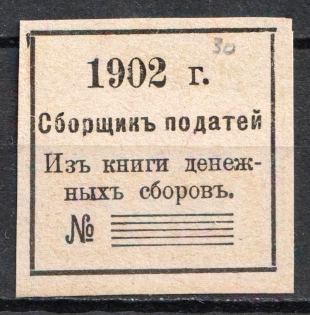 30
1902 г.
Сборщикъ податей
Изъ книги денеж-
ныхъ сборовъ.
№